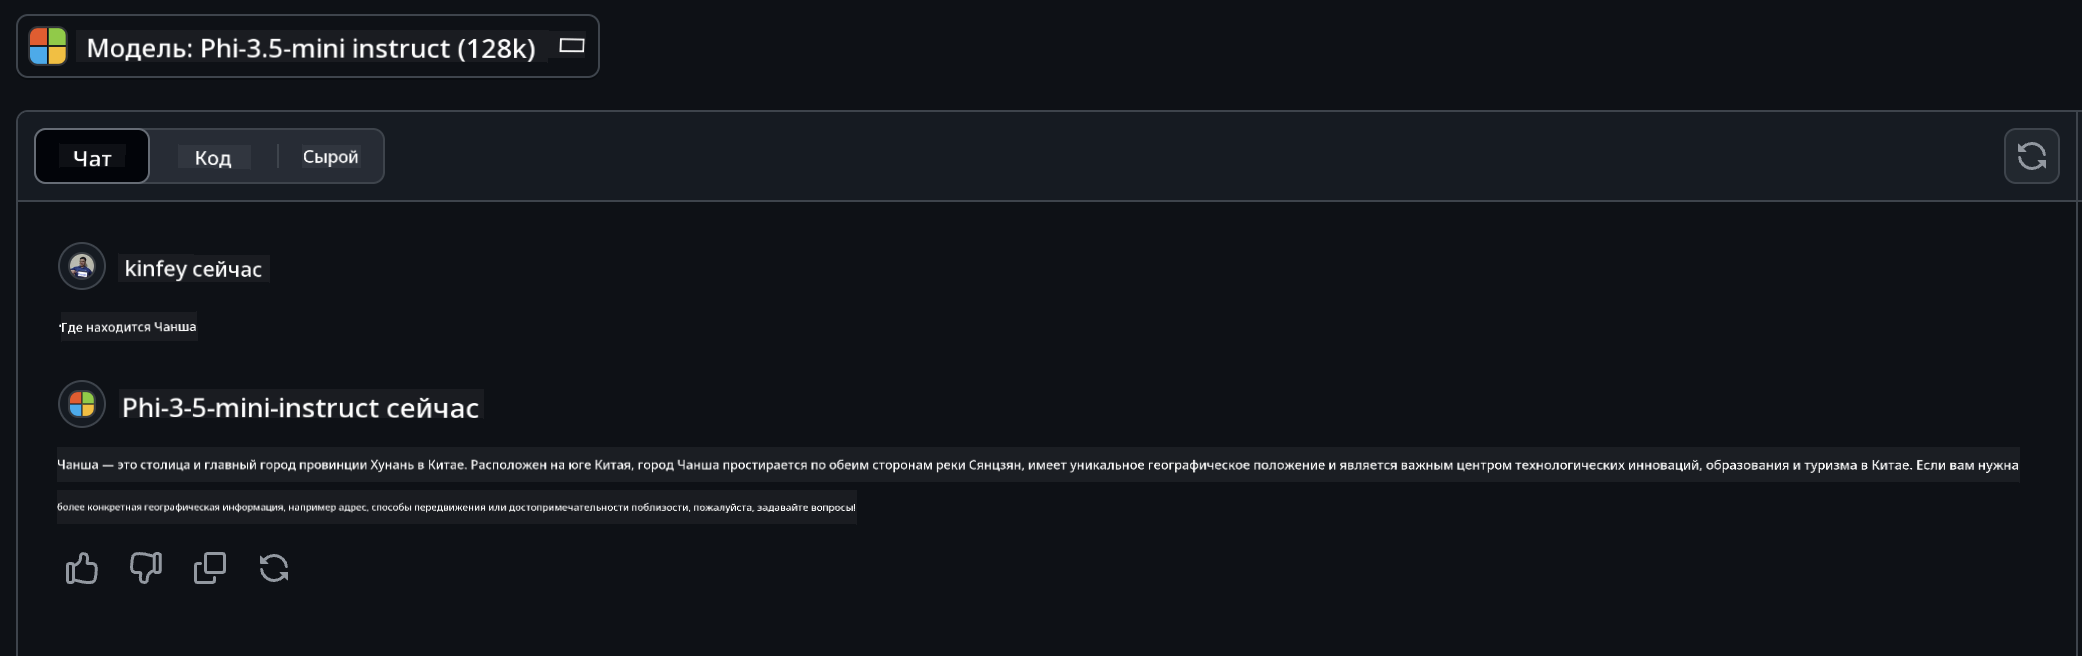 Модель: Phi-3.5-mini instruct (128k)
Чат Код Сырой
kinfey сейчас
Где находится Чанша
Phi-3-5-mini-instruct сейчас
Чанша — это столица и главный город провинции Хунань в Китае. Расположен на юге Китая, город Чанша простирается по обеим сторонам реки Сянцзян, имеет уникальное географическое положение и является важным центром технологических инноваций, образования и туризма в Китае. Если вам нужна
более конкретная географическая информация, например адрес, способы передвижения или достопримечательности поблизости, пожалуйста, задавайте вопросы!